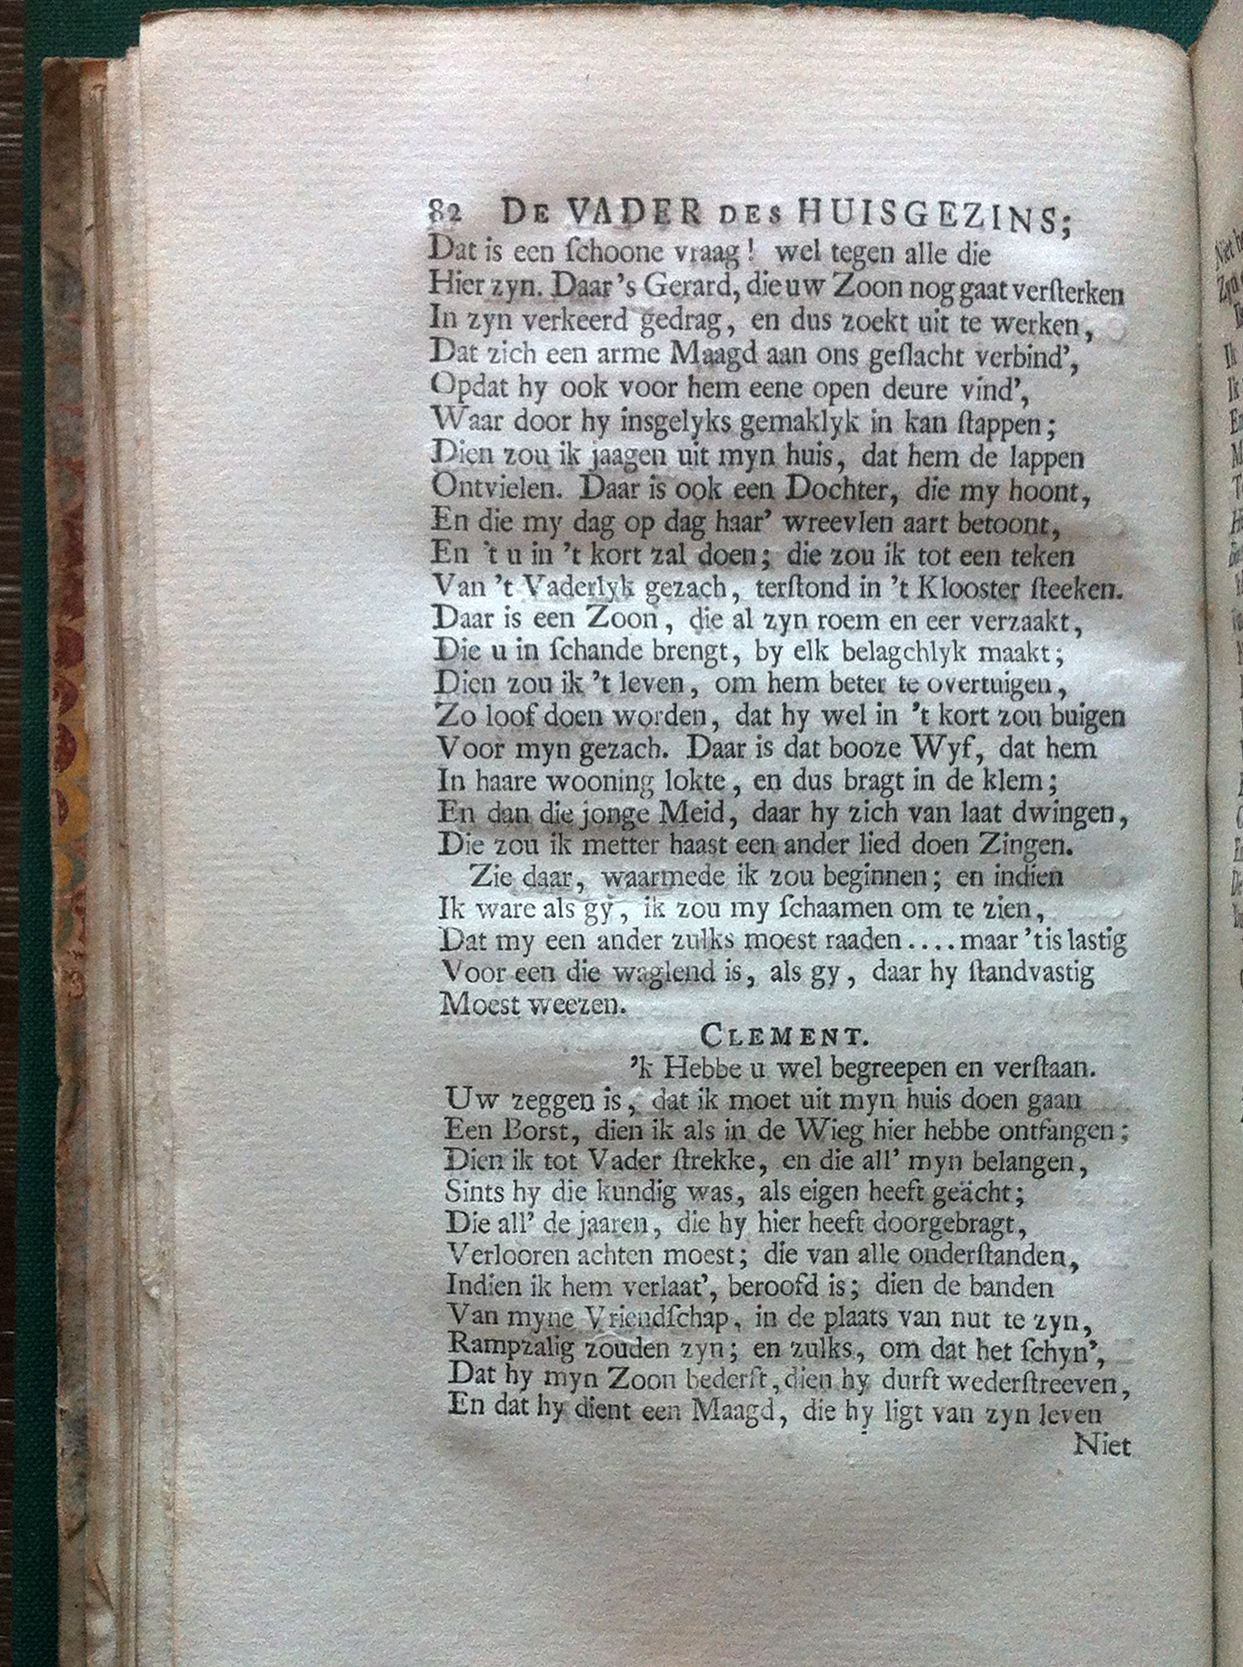 82 DE VADER DES HUISGEZINS;
Dat is een ſchoone vraag! wel tegen alle die
Hier zyn. Daar's Gerard, die uw Zoon nog gaat verſterken
In zyn verkeerd gedrag, en dus zoekt uit te werken,
Dat zich een arme Maagd aan ons geſlacht verbind',
Opdat hy ook voor hem eene open deure vind',
Waar door hy insgelyks gemaklyk in kan ſtappen;
Dien zou ik jaagen uit myn huis, dat hem de lappen
Ontvielen. Daar is ook een Dochter, die my hoont,
En die my dag op dag haar' wreevlen aart betoont,
En 't u in 't kort zal doen; die zou ik tot een teken
Van 't Vaderlyk gezach, terſtond in 't Klooster ſteeken.
Daar is een Zoon, die al zyn roem en eer verzaakt,
Die u in ſchande brengt, by elk belagchlyk maakt;
Dien zou ik 't leven, om hem beter te overtuigen,
Zo loof doen worden, dat hy wel in 't kort zou buigen
Voor myn gezach. Daar is dat booze Wyf, dat hem
In haare wooning lokte, en dus bragt in de klem;
En dan die jonge Meid, daar hy zich van laat dwingen,
Die zou ik metter haast een ander lied doen Zingen.
Zie daar, waarmede ik zou beginnen; en indien
Ik ware als gy, ik zou my ſchaamen om te zien,
Dat my een ander zulks moest raaden.... maar 'tis lastig
Voor een die waglend is, als gy, daar hy ſtandvastig
Moest weezen.
CLEMENT.
'k Hebbe u wel begreepen en verſtaan.
Uw zeggen is, dat ik moet uit myn huis doen gaan
Een Borst, dien ik als in de Wieg hier hebbe ontfangen;
Dien ik tot Vader ſtrekke, en die all' myn belangen,
Sints hy die kundig was, als eigen heeft geächt;
Die all' de jaaren, die hy hier heeft doorgebragt,
Verlooren achten moest; die van alle onderſtanden,
Indien ik hem verlaat', beroofd is; dien de banden
Van myne Vriendſchap, in de plaats van nut te zyn,
Rampzalig zouden zyn; en zulks, om dat het ſchyn',
Dat hy myn Zoon bederft, dien hy durft wederſtreeven,
En dat hy dient een Maagd, die hy ligt van zyn leven
Niet